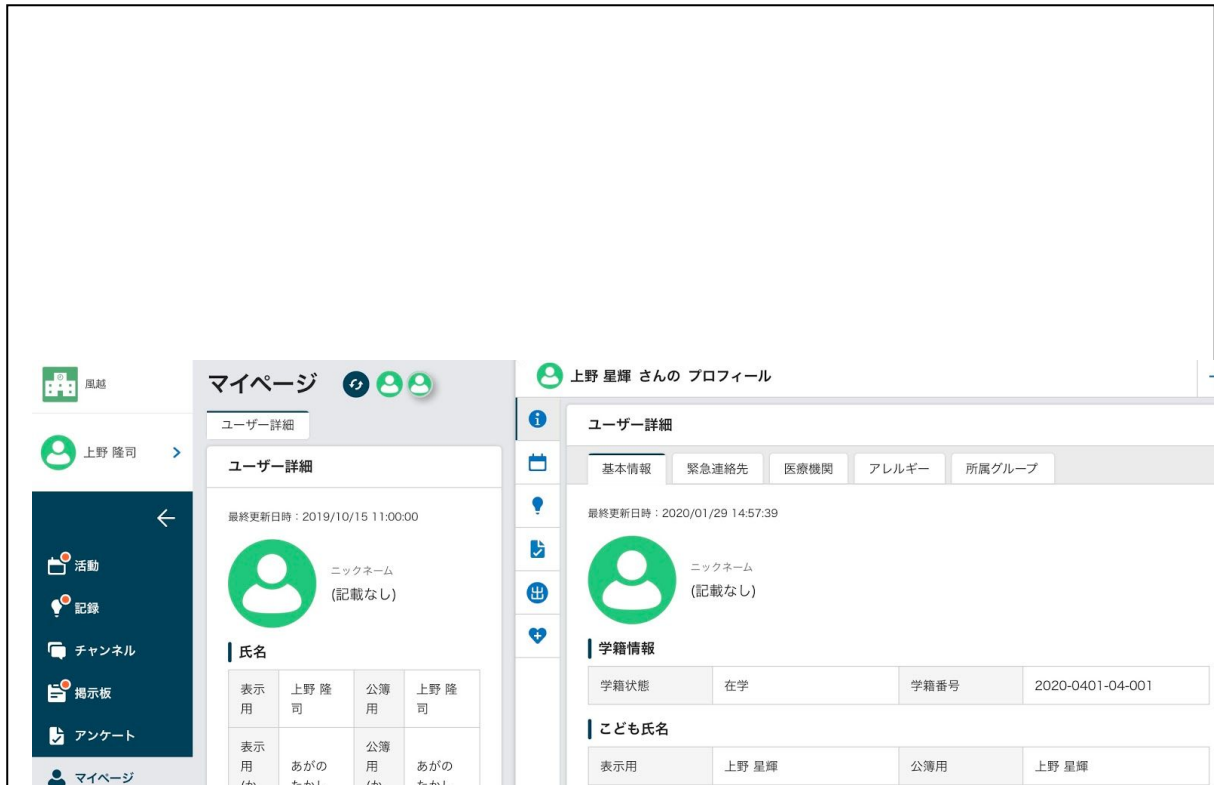 風越
上野 隆司
活動
記録
チャンネル
掲示板
アンケート
マイページ
マイページ
ユーザー詳細
ユーザー詳細
最終更新日時：2019/10/15 11:00:00
ニックネーム
(記載なし)
氏名
表示用 上野 隆司 公簿用 上野 隆司
表示用 あがの 公簿用 あがの
上野 星輝 さんの プロフィール
ユーザー詳細
基本情報 緊急連絡先 医療機関 アレルギー 所属グループ
最終更新日時：2020/01/29 14:57:39
出
ニックネーム
(記載なし)
学籍情報
学籍状態 在学 学籍番号 2020-0401-04-001
こども氏名
表示用 上野 星輝 公簿用 上野 星輝